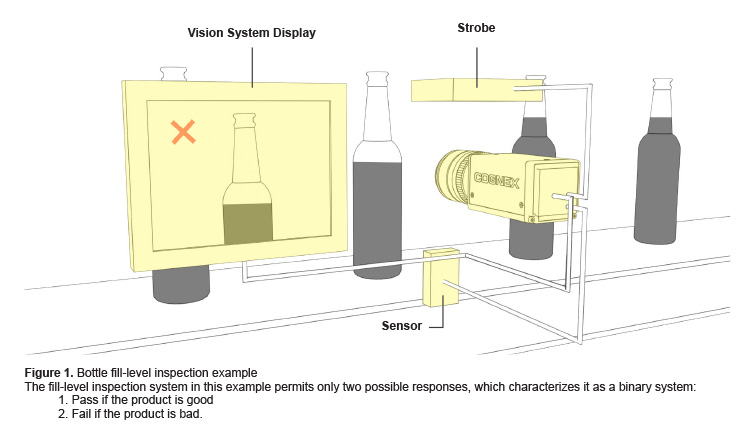 Strobe
Vision System Display
COGNEX
Sensor
Figure 1. Bottle fill-level inspection example
The fill-level inspection system in this example permits only two possible responses, which characterizes it as a binary system:
1. Pass if the product is good
2. Fail if the product is bad.